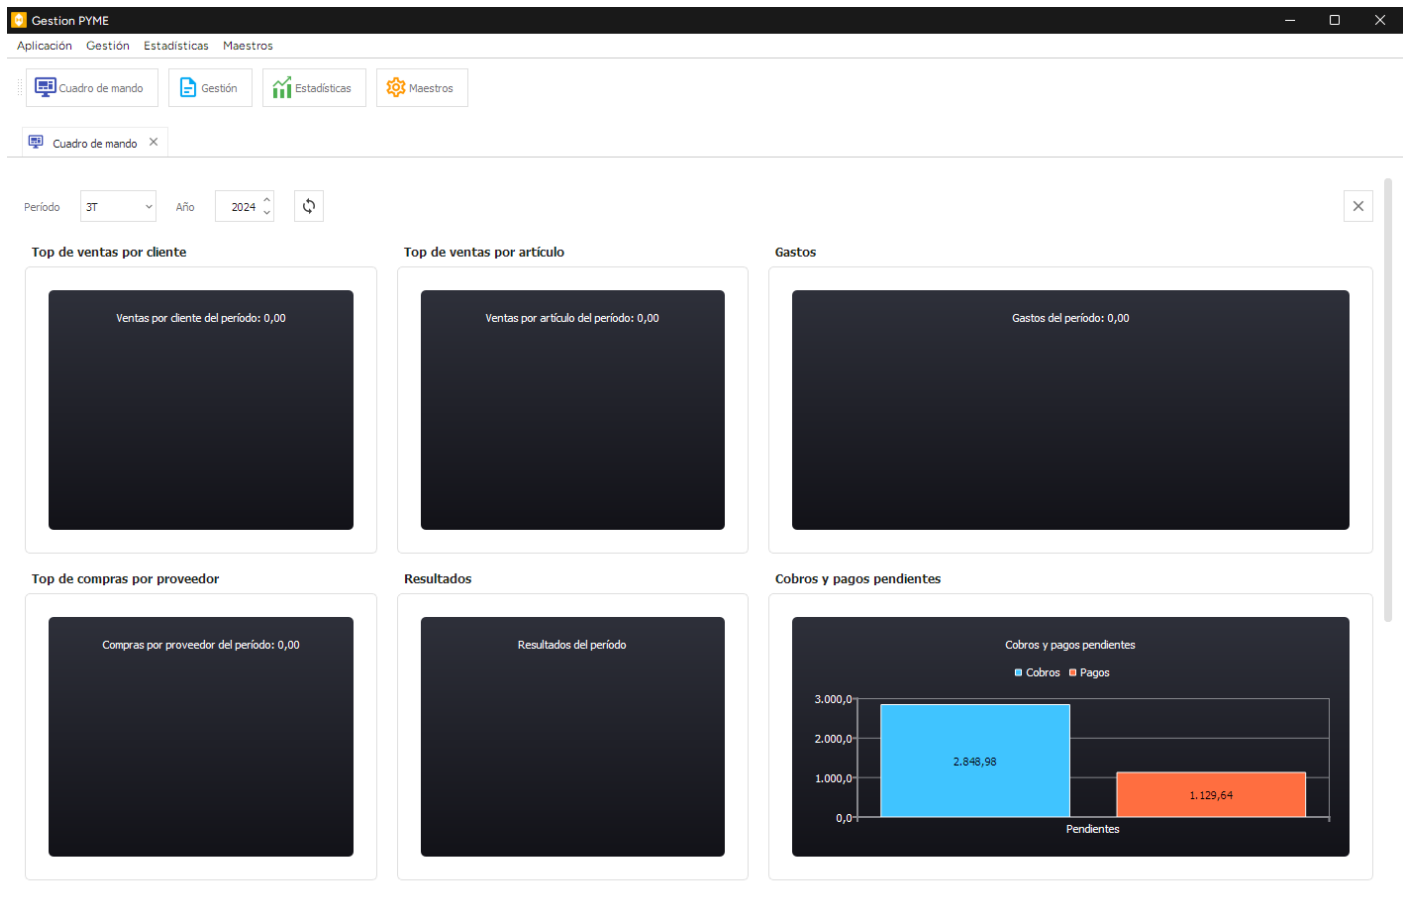 Gestion PYME
Aplicación Gestión Estadísticas Maestros
Cuadro de mando Gestión Estadísticas Maestros
Cuadro de mando
Período 3T Año 2024
Top de ventas por cliente
Ventas por cliente del período: 0,00
Top de ventas por artículo
Ventas por artículo del período: 0,00
Gastos
Gastos del período: 0,00
Top de compras por proveedor
Compras por proveedor del período: 0,00
Resultados
Resultados del período
Cobros y pagos pendientes
Cobros y pagos pendientes
Cobros Pagos
3.000,0
2.000,0
1.000,0
0,0
2.848,98
1.129,64
Pendientes